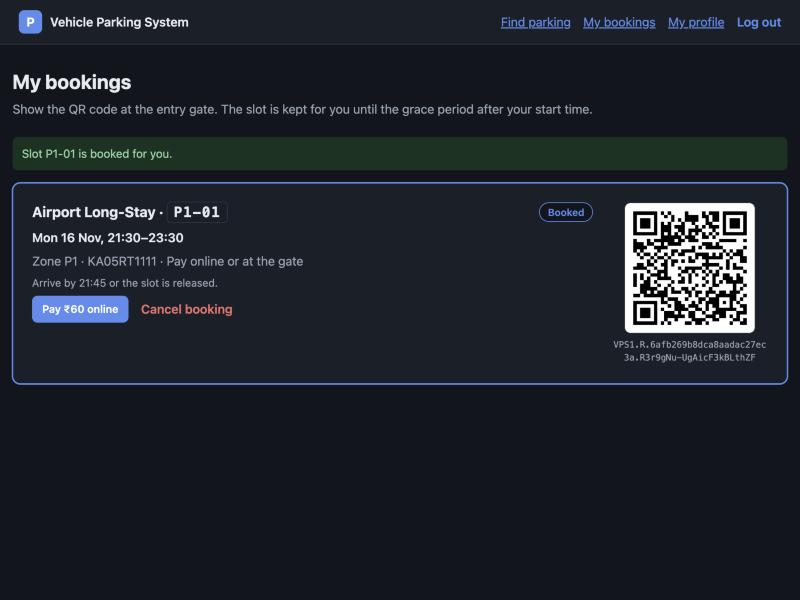 P Vehicle Parking System
Find parking My bookings My profile Log out
My bookings
Show the QR code at the entry gate. The slot is kept for you until the grace period after your start time.
Slot P1-01 is booked for you.
Airport Long-Stay · P1-01
Booked
Mon 16 Nov, 21:30–23:30
Zone P1 · KA05RT1111 · Pay online or at the gate
Arrive by 21:45 or the slot is released.
Pay ₹60 online Cancel booking
VPS1.R.6afb269b8dca8aadac27ec
3a.R3r9gNu-UgAicF3kBLthZF